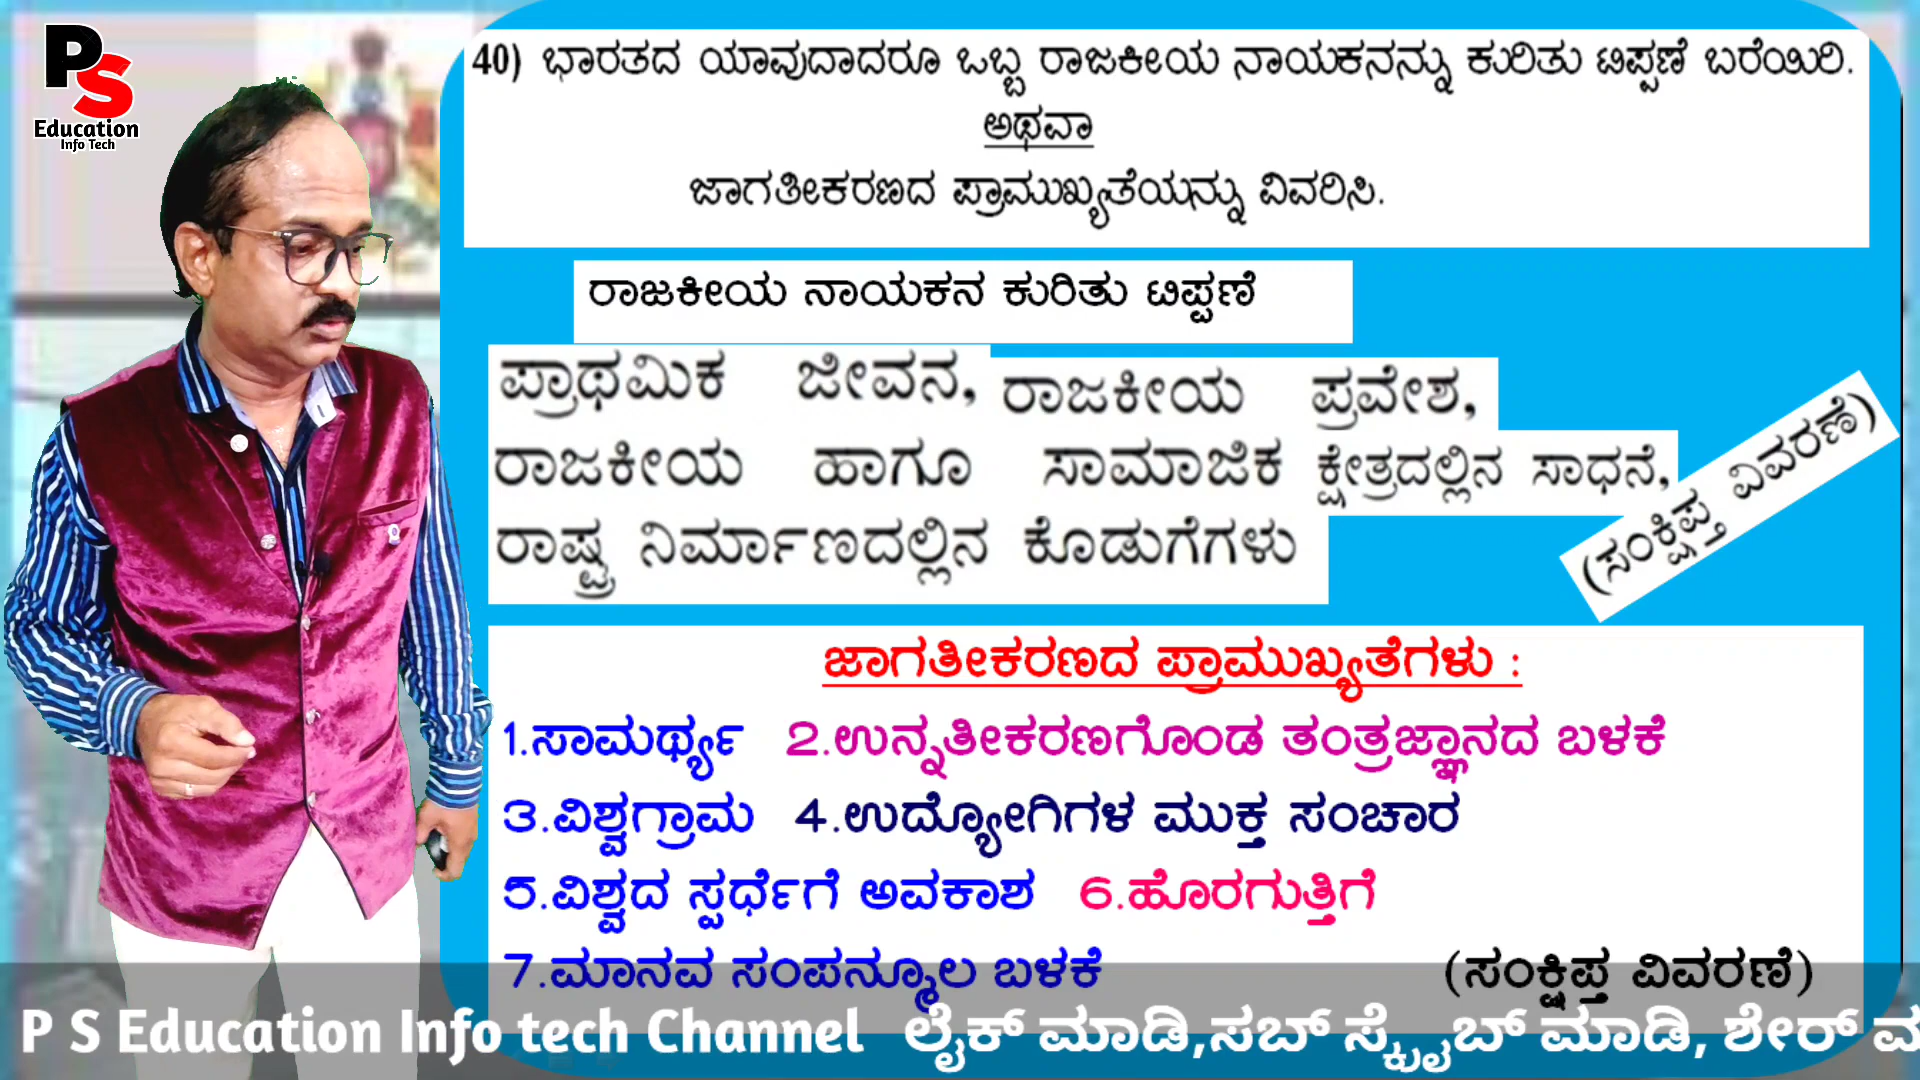 PS
Education
Info Tech
40) ಭಾರತದ ಯಾವುದಾದರೂ ಒಬ್ಬ ರಾಜಕೀಯ ನಾಯಕನನ್ನು ಕುರಿತು ಟಿಪ್ಪಣಿ ಬರೆಯಿರಿ.
ಅಥವಾ
ಜಾಗತೀಕರಣದ ಪ್ರಾಮುಖ್ಯತೆಯನ್ನು ವಿವರಿಸಿ.
ರಾಜಕೀಯ ನಾಯಕನ ಕುರಿತು ಟಿಪ್ಪಣಿ
ಪ್ರಾಥಮಿಕ ಜೀವನ, ರಾಜಕೀಯ ಪ್ರವೇಶ,
ರಾಜಕೀಯ ಹಾಗೂ ಸಾಮಾಜಿಕ ಕ್ಷೇತ್ರದಲ್ಲಿನ ಸಾಧನೆ,
ರಾಷ್ಟ್ರ ನಿರ್ಮಾಣದಲ್ಲಿನ ಕೊಡುಗೆಗಳು
(ಸಂಕ್ಷಿಪ್ತ ವಿವರಣೆ)
ಜಾಗತೀಕರಣದ ಪ್ರಾಮುಖ್ಯತೆಗಳು :
1.ಸಾಮರ್ಥ್ಯ 2.ಉನ್ನತೀಕರಣಗೊಂಡ ತಂತ್ರಜ್ಞಾನದ ಬಳಕೆ
3.ವಿಶ್ವಗ್ರಾಮ 4.ಉದ್ಯೋಗಿಗಳ ಮುಕ್ತ ಸಂಚಾರ
5.ವಿಶ್ವದ ಸ್ಪರ್ಧೆಗೆ ಅವಕಾಶ 6.ಹೊರಗುತ್ತಿಗೆ
7.ಮಾನವ ಸಂಪನ್ಮೂಲ ಬಳಕೆ (ಸಂಕ್ಷಿಪ್ತ ವಿವರಣೆ)
P S Education Info tech Channel ಲೈಕ್ ಮಾಡಿ,ಸಬ್ ಸ್ಕ್ರೈಬ್ ಮಾಡಿ, ಶೇರ್